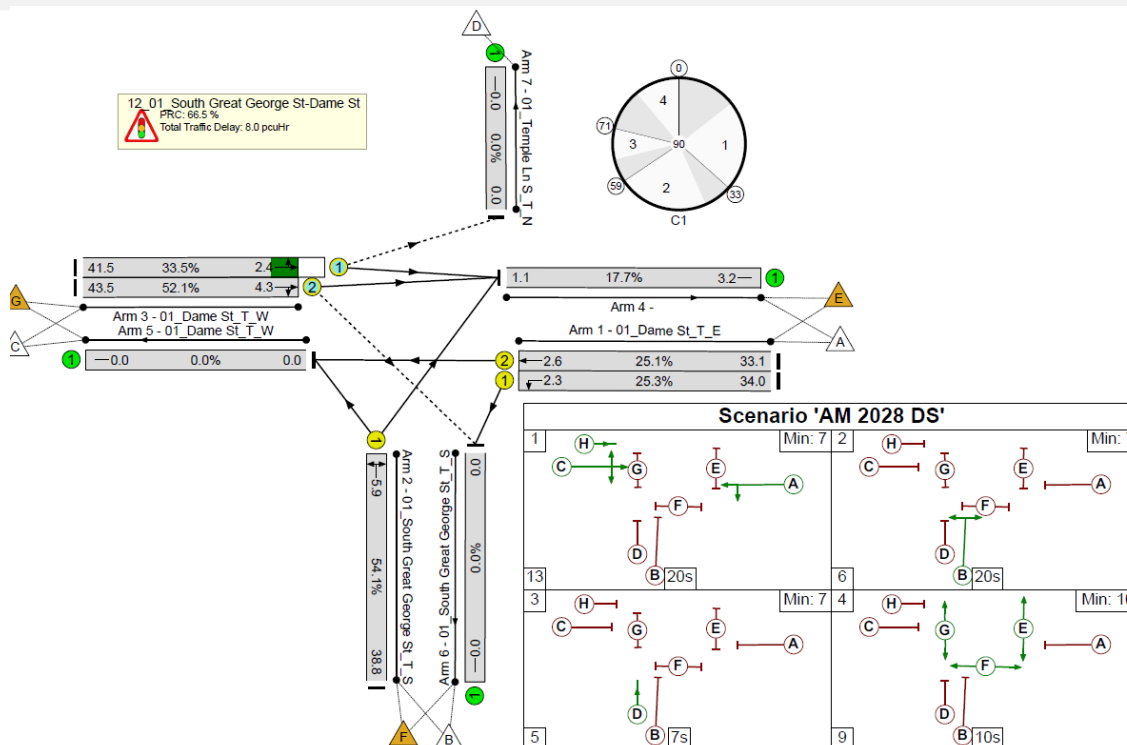 D
12_01_South Great George St-Dame St
PRC: 66.5 %
Total Traffic Delay: 8.0 pcuHr
1
Arm 7 - 01_Temple Ln S_T_N
0.0 0.0% 0.0
0
4
71
1
3
90
59
2
33
C1
41.5 33.5% 2.4
1
43.5 52.1% 4.3
2
1.1 17.7% 3.2
1
G
E
Arm 3 - 01_Dame St_T_W
Arm 4 -
Arm 5 - 01_Dame St_T_W
Arm 1 - 01_Dame St_T_E
C
A
1
0.0 0.0% 0.0
2
2.6 25.1% 33.1
1
2.3 25.3% 34.0
1
5.9 54.1% 38.8
Arm 2 - 01_South Great George St_T_S
Arm 6 - 01_South Great George St_T_S
0.0 0.0% 0.0
1
F
B
Scenario 'AM 2028 DS'
1 Min: 7
H
C G E A
F
D
B
13 20s
2 Min:
H
C G E A
F
D
B
6 20s
3 Min: 7
H
C G E A
F
D
B
5 7s
4 Min: 10
H
C G E A
F
D
B
9 10s